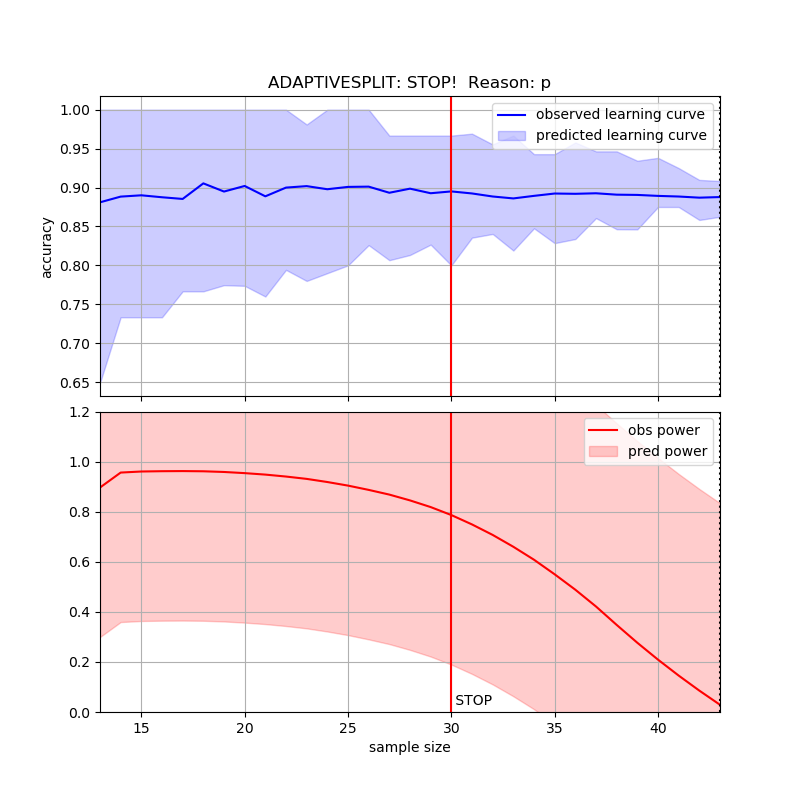 ADAPTIVESPLIT: STOP!  Reason: p
1.00
0.95
0.90
0.85
0.80
0.75
0.70
0.65
accuracy
observed learning curve
predicted learning curve
1.2
1.0
0.8
0.6
0.4
0.2
0.0
obs power
pred power
STOP
15
20
25
30
35
40
sample size